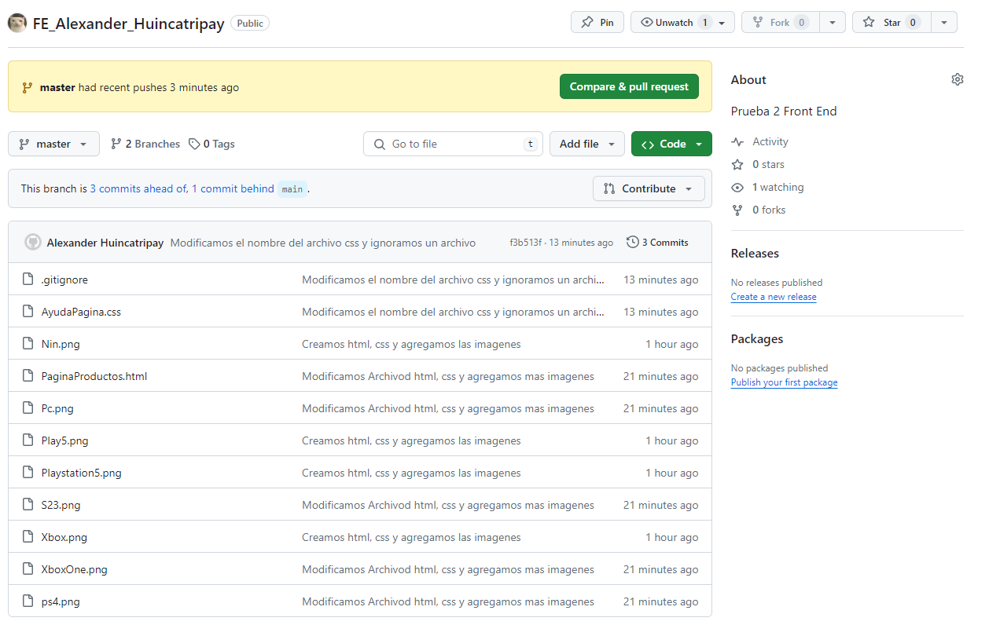 FE_Alexander_Huincatripay Public Pin Unwatch 1 Fork 0 Star 0
master had recent pushes 3 minutes ago Compare & pull request
master 2 Branches 0 Tags Go to file t Add file Code
This branch is 3 commits ahead of, 1 commit behind main . Contribute
Alexander Huincatripay Modificamos el nombre del archivo css y ignoramos un archivo f3b513f · 13 minutes ago 3 Commits
.gitignore Modificamos el nombre del archivo css y ignoramos un archi... 13 minutes ago
AyudaPagina.css Modificamos el nombre del archivo css y ignoramos un archi... 13 minutes ago
Nin.png Creamos html, css y agregamos las imagenes 1 hour ago
PaginaProductos.html Modificamos Archivod html, css y agregamos mas imagenes 21 minutes ago
Pc.png Modificamos Archivod html, css y agregamos mas imagenes 21 minutes ago
Play5.png Creamos html, css y agregamos las imagenes 1 hour ago
Playstation5.png Creamos html, css y agregamos las imagenes 1 hour ago
S23.png Modificamos Archivod html, css y agregamos mas imagenes 21 minutes ago
Xbox.png Creamos html, css y agregamos las imagenes 1 hour ago
XboxOne.png Modificamos Archivod html, css y agregamos mas imagenes 21 minutes ago
ps4.png Modificamos Archivod html, css y agregamos mas imagenes 21 minutes ago
About
Prueba 2 Front End
Activity
0 stars
1 watching
0 forks
Releases
No releases published
Create a new release
Packages
No packages published
Publish your first package